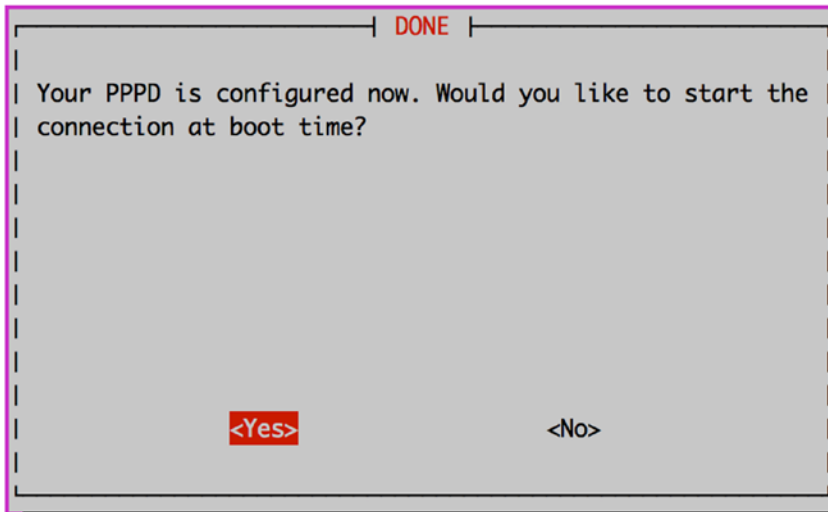 DONE
Your PPPD is configured now. Would you like to start the
connection at boot time?
<Yes> <No>